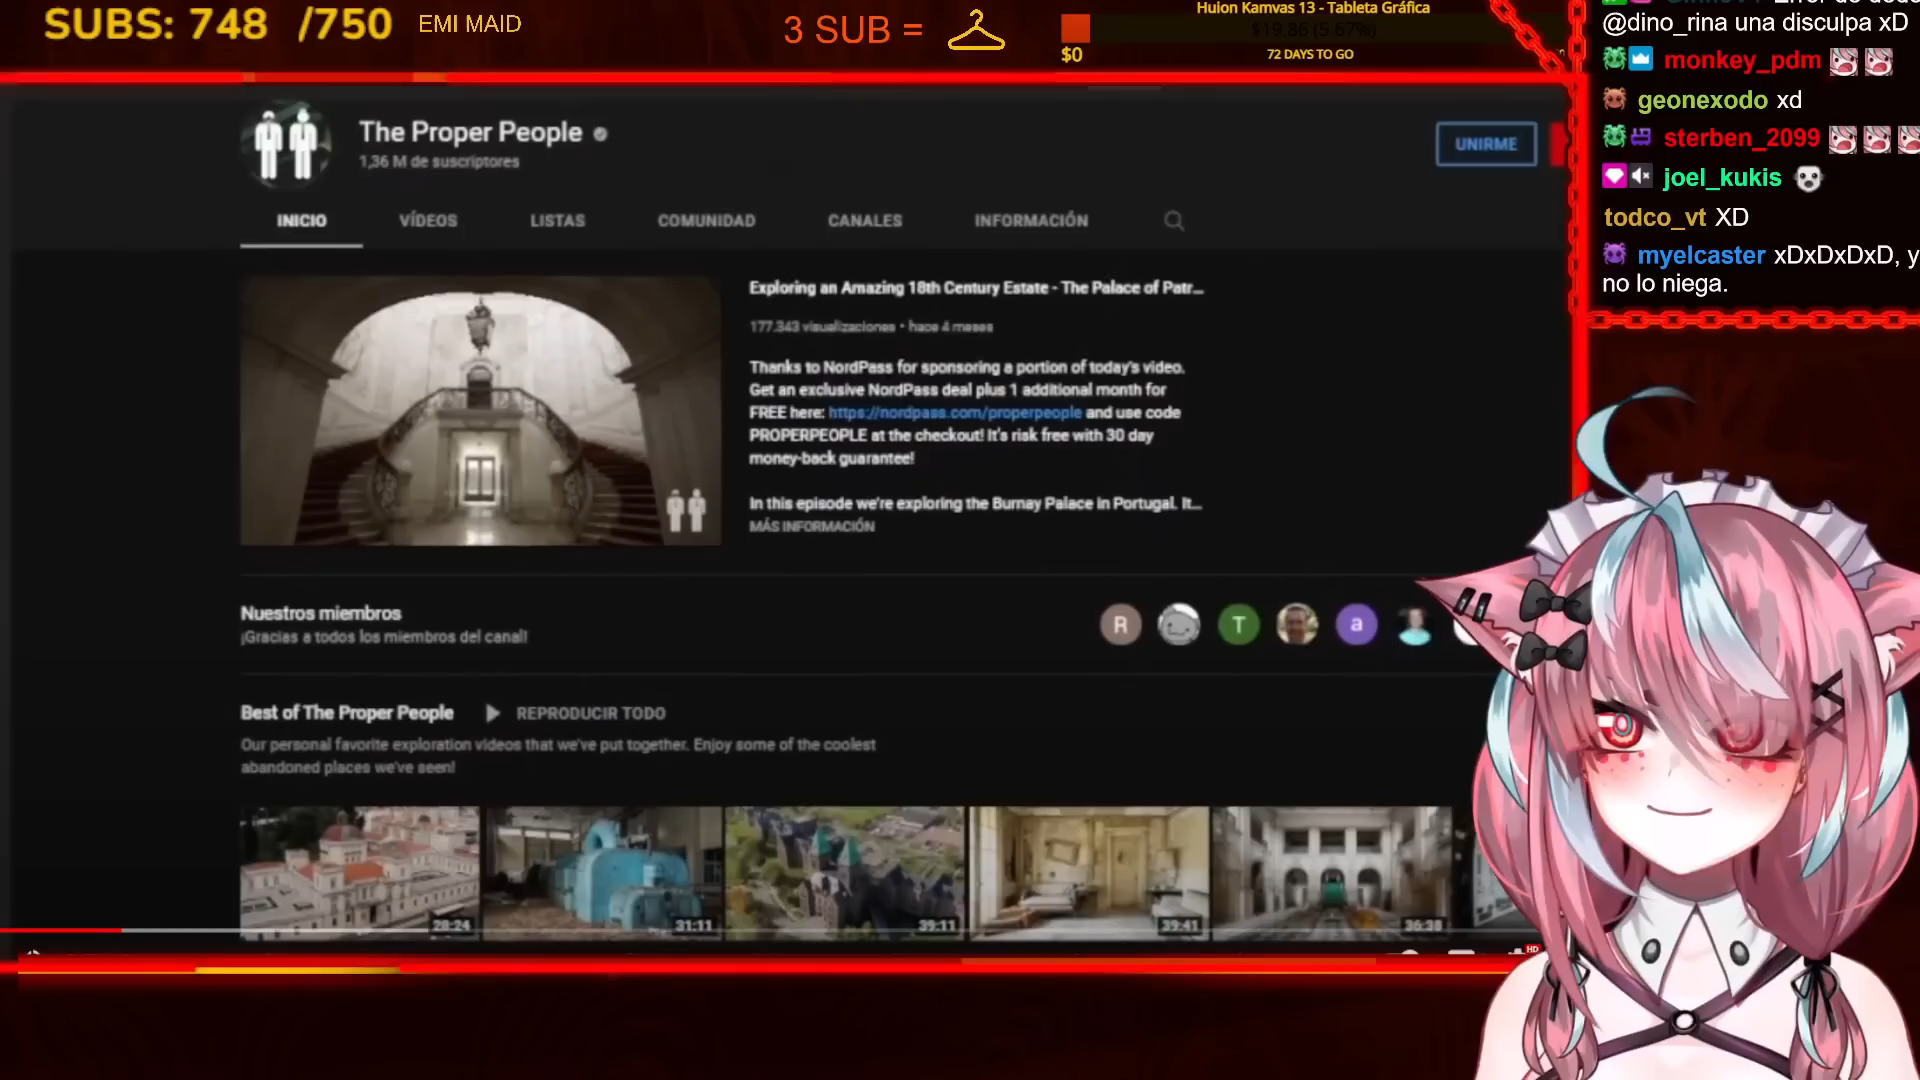 SUBS: 748 /750 EMI MAID
3 SUB =
$0
Huion Kamvas 13 - Tableta Gráfica
$19.86 (5.67%)
72 DAYS TO GO
@dino_rina una disculpa xD
monkey_pdm
geonexodo xd
sterben_2099
joel_kukis
todco_vt XD
myelcaster xDxDxDxD, y
no lo niega.
The Proper People
1,36 M de suscriptores
UNIRME
INICIO VÍDEOS LISTAS COMUNIDAD CANALES INFORMACIÓN
Exploring an Amazing 18th Century Estate - The Palace of Patr...
177.343 visualizaciones • hace 4 meses
Thanks to NordPass for sponsoring a portion of today's video.
Get an exclusive NordPass deal plus 1 additional month for
FREE here: https://nordpass.com/properpeople and use code
PROPERPEOPLE at the checkout! It's risk free with 30 day
money-back guarantee!
In this episode we're exploring the Burnay Palace in Portugal. It...
MÁS INFORMACIÓN
Nuestros miembros
¡Gracias a todos los miembros del canal!
R T a
Best of The Proper People REPRODUCIR TODO
Our personal favorite exploration videos that we've put together. Enjoy some of the coolest
abandoned places we've seen!
28:24 31:11 39:11 39:41 36:38
HD